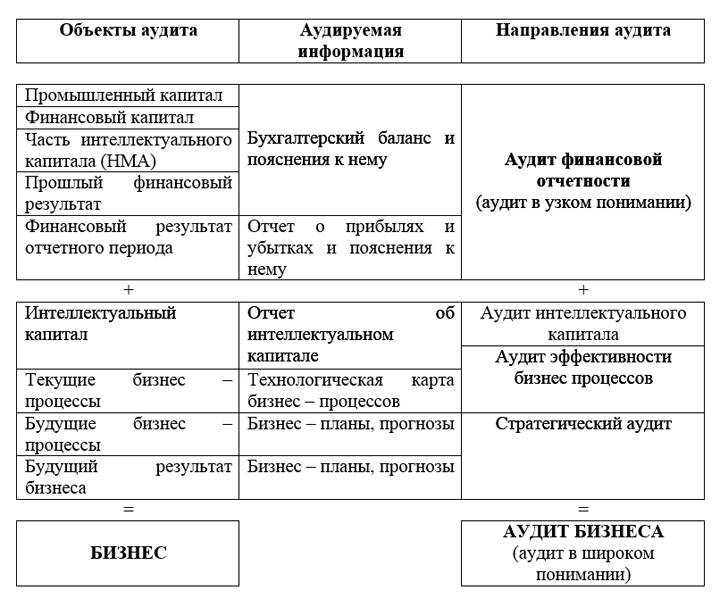 Объекты аудита
Аудируемая
информация
Направления аудита
Промышленный капитал
Финансовый капитал
Часть интеллектуального
капитала (НМА)
Прошлый финансовый
результат
Бухгалтерский баланс и
пояснения к нему
Аудит финансовой
отчетности
(аудит в узком понимании)
Финансовый результат
отчетного периода
Отчет о прибылях и
убытках и пояснения к
нему
+
+
Интеллектуальный
капитал
Отчет об
интеллектуальном
капитале
Аудит интеллектуального
капитала
Аудит эффективности
бизнес процессов
Текущие бизнес –
процессы
Технологическая карта
бизнес – процессов
Будущие бизнес –
процессы
Бизнес – планы, прогнозы
Стратегический аудит
Будущий результат
бизнеса
Бизнес – планы, прогнозы
=
=
БИЗНЕС
АУДИТ БИЗНЕСА
(аудит в широком
понимании)